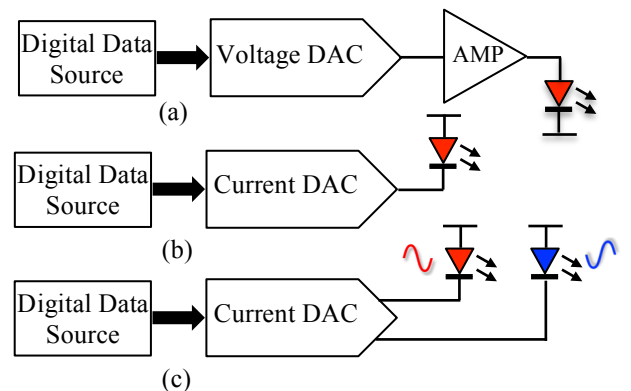 Digital Data
Source
Voltage DAC
AMP
(a)
Digital Data
Source
Current DAC
(b)
Digital Data
Source
Current DAC
(c)